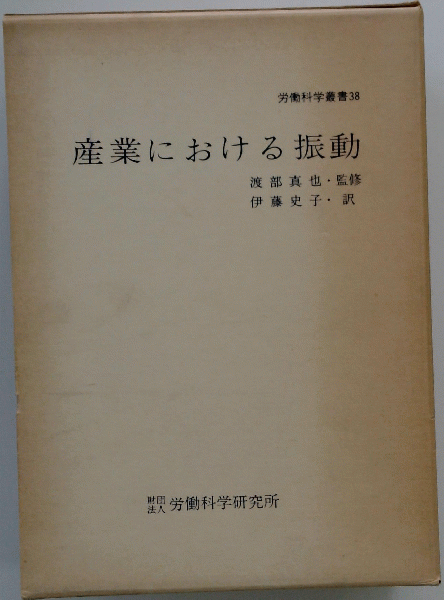 労働科学叢書38
産業における振動
渡部真也・監修
伊藤史子・訳
財団法人 労働科学研究所